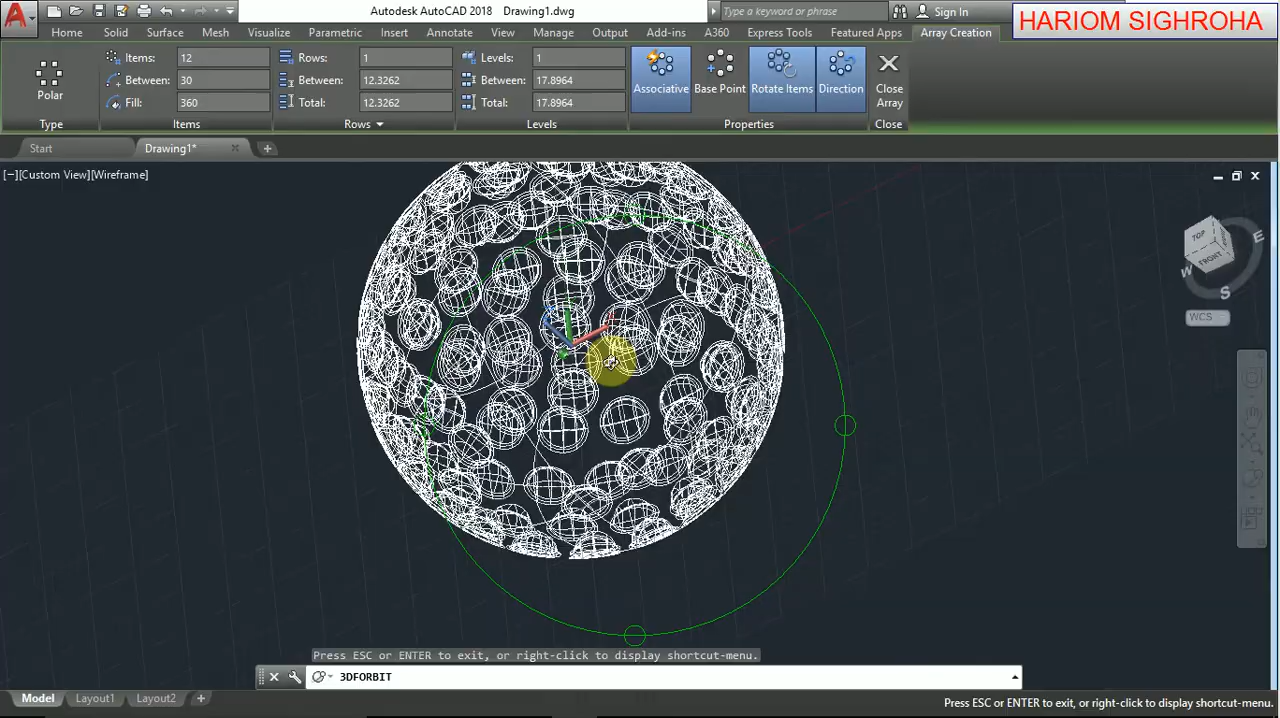 Autodesk AutoCAD 2018 Drawing1.dwg
Type a keyword or phrase
Sign In
HARIOM SIGHROHA
Home Solid Surface Mesh Visualize Parametric Insert Annotate View Manage Output Add-ins A360 Express Tools Featured Apps Array Creation
Items: 12 Rows: 1 Levels: 1
Between: 30 Between: 12.3262 Between: 17.8964
Fill: 360 Total: 12.3262 Total: 17.8964
Polar
Associative Base Point Rotate Items Direction Close
Array
Type Items Rows Levels Properties Close
Start Drawing1*
[−][Custom View][Wireframe]
TOP
FRONT
E
W
S
WCS
Press ESC or ENTER to exit, or right-click to display shortcut-menu.
3DFORBIT
Model Layout1 Layout2
Press ESC or ENTER to exit, or right-click to display shortcut-menu.